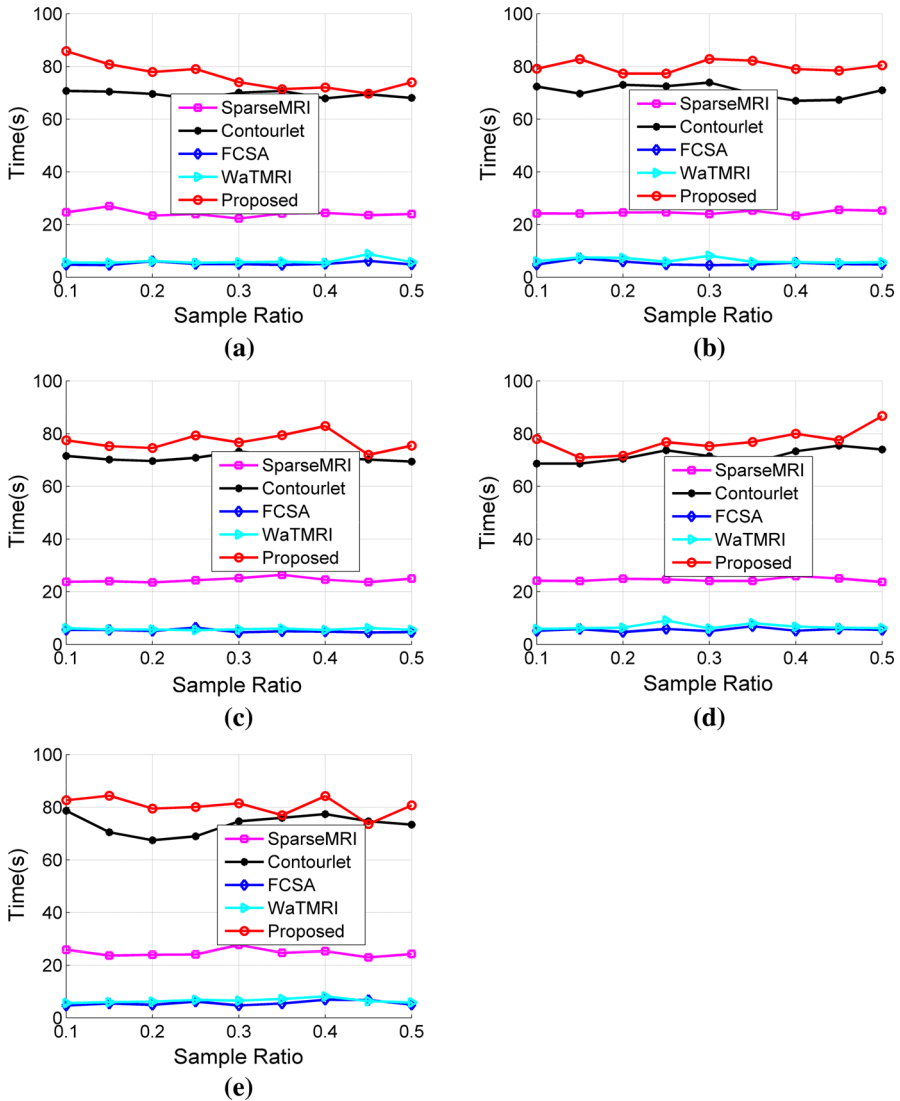 100
80
60
40
20
0
Time(s)
0.1 0.2 0.3 0.4 0.5
Sample Ratio
SparseMRI
Contourlet
FCSA
WaTMRI
Proposed
(a)
100
80
60
40
20
0
Time(s)
0.1 0.2 0.3 0.4 0.5
Sample Ratio
SparseMRI
Contourlet
FCSA
WaTMRI
Proposed
(b)
100
80
60
40
20
0
Time(s)
0.1 0.2 0.3 0.4 0.5
Sample Ratio
SparseMRI
Contourlet
FCSA
WaTMRI
Proposed
(c)
100
80
60
40
20
0
Time(s)
0.1 0.2 0.3 0.4 0.5
Sample Ratio
SparseMRI
Contourlet
FCSA
WaTMRI
Proposed
(d)
100
80
60
40
20
0
Time(s)
0.1 0.2 0.3 0.4 0.5
Sample Ratio
SparseMRI
Contourlet
FCSA
WaTMRI
Proposed
(e)